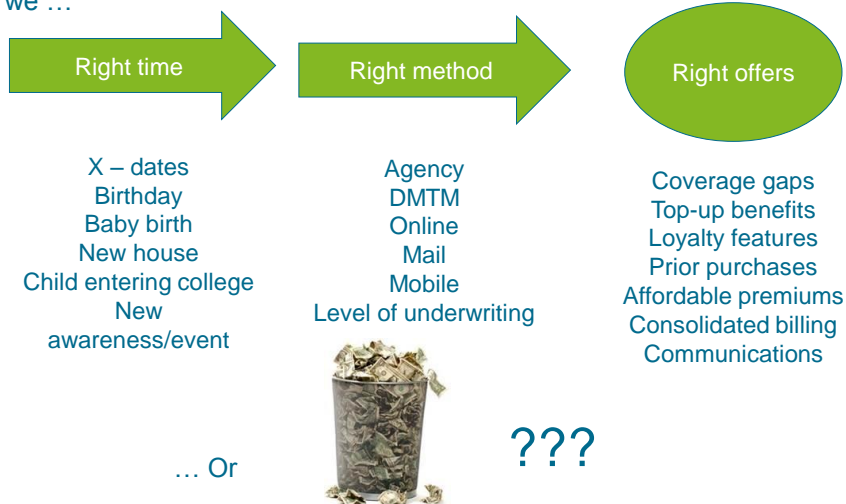 we …
Right time
Right method
Right offers
X – dates
Birthday
Baby birth
New house
Child entering college
New
awareness/event
Agency
DMTM
Online
Mail
Mobile
Level of underwriting
Coverage gaps
Top-up benefits
Loyalty features
Prior purchases
Affordable premiums
Consolidated billing
Communications
… Or
???